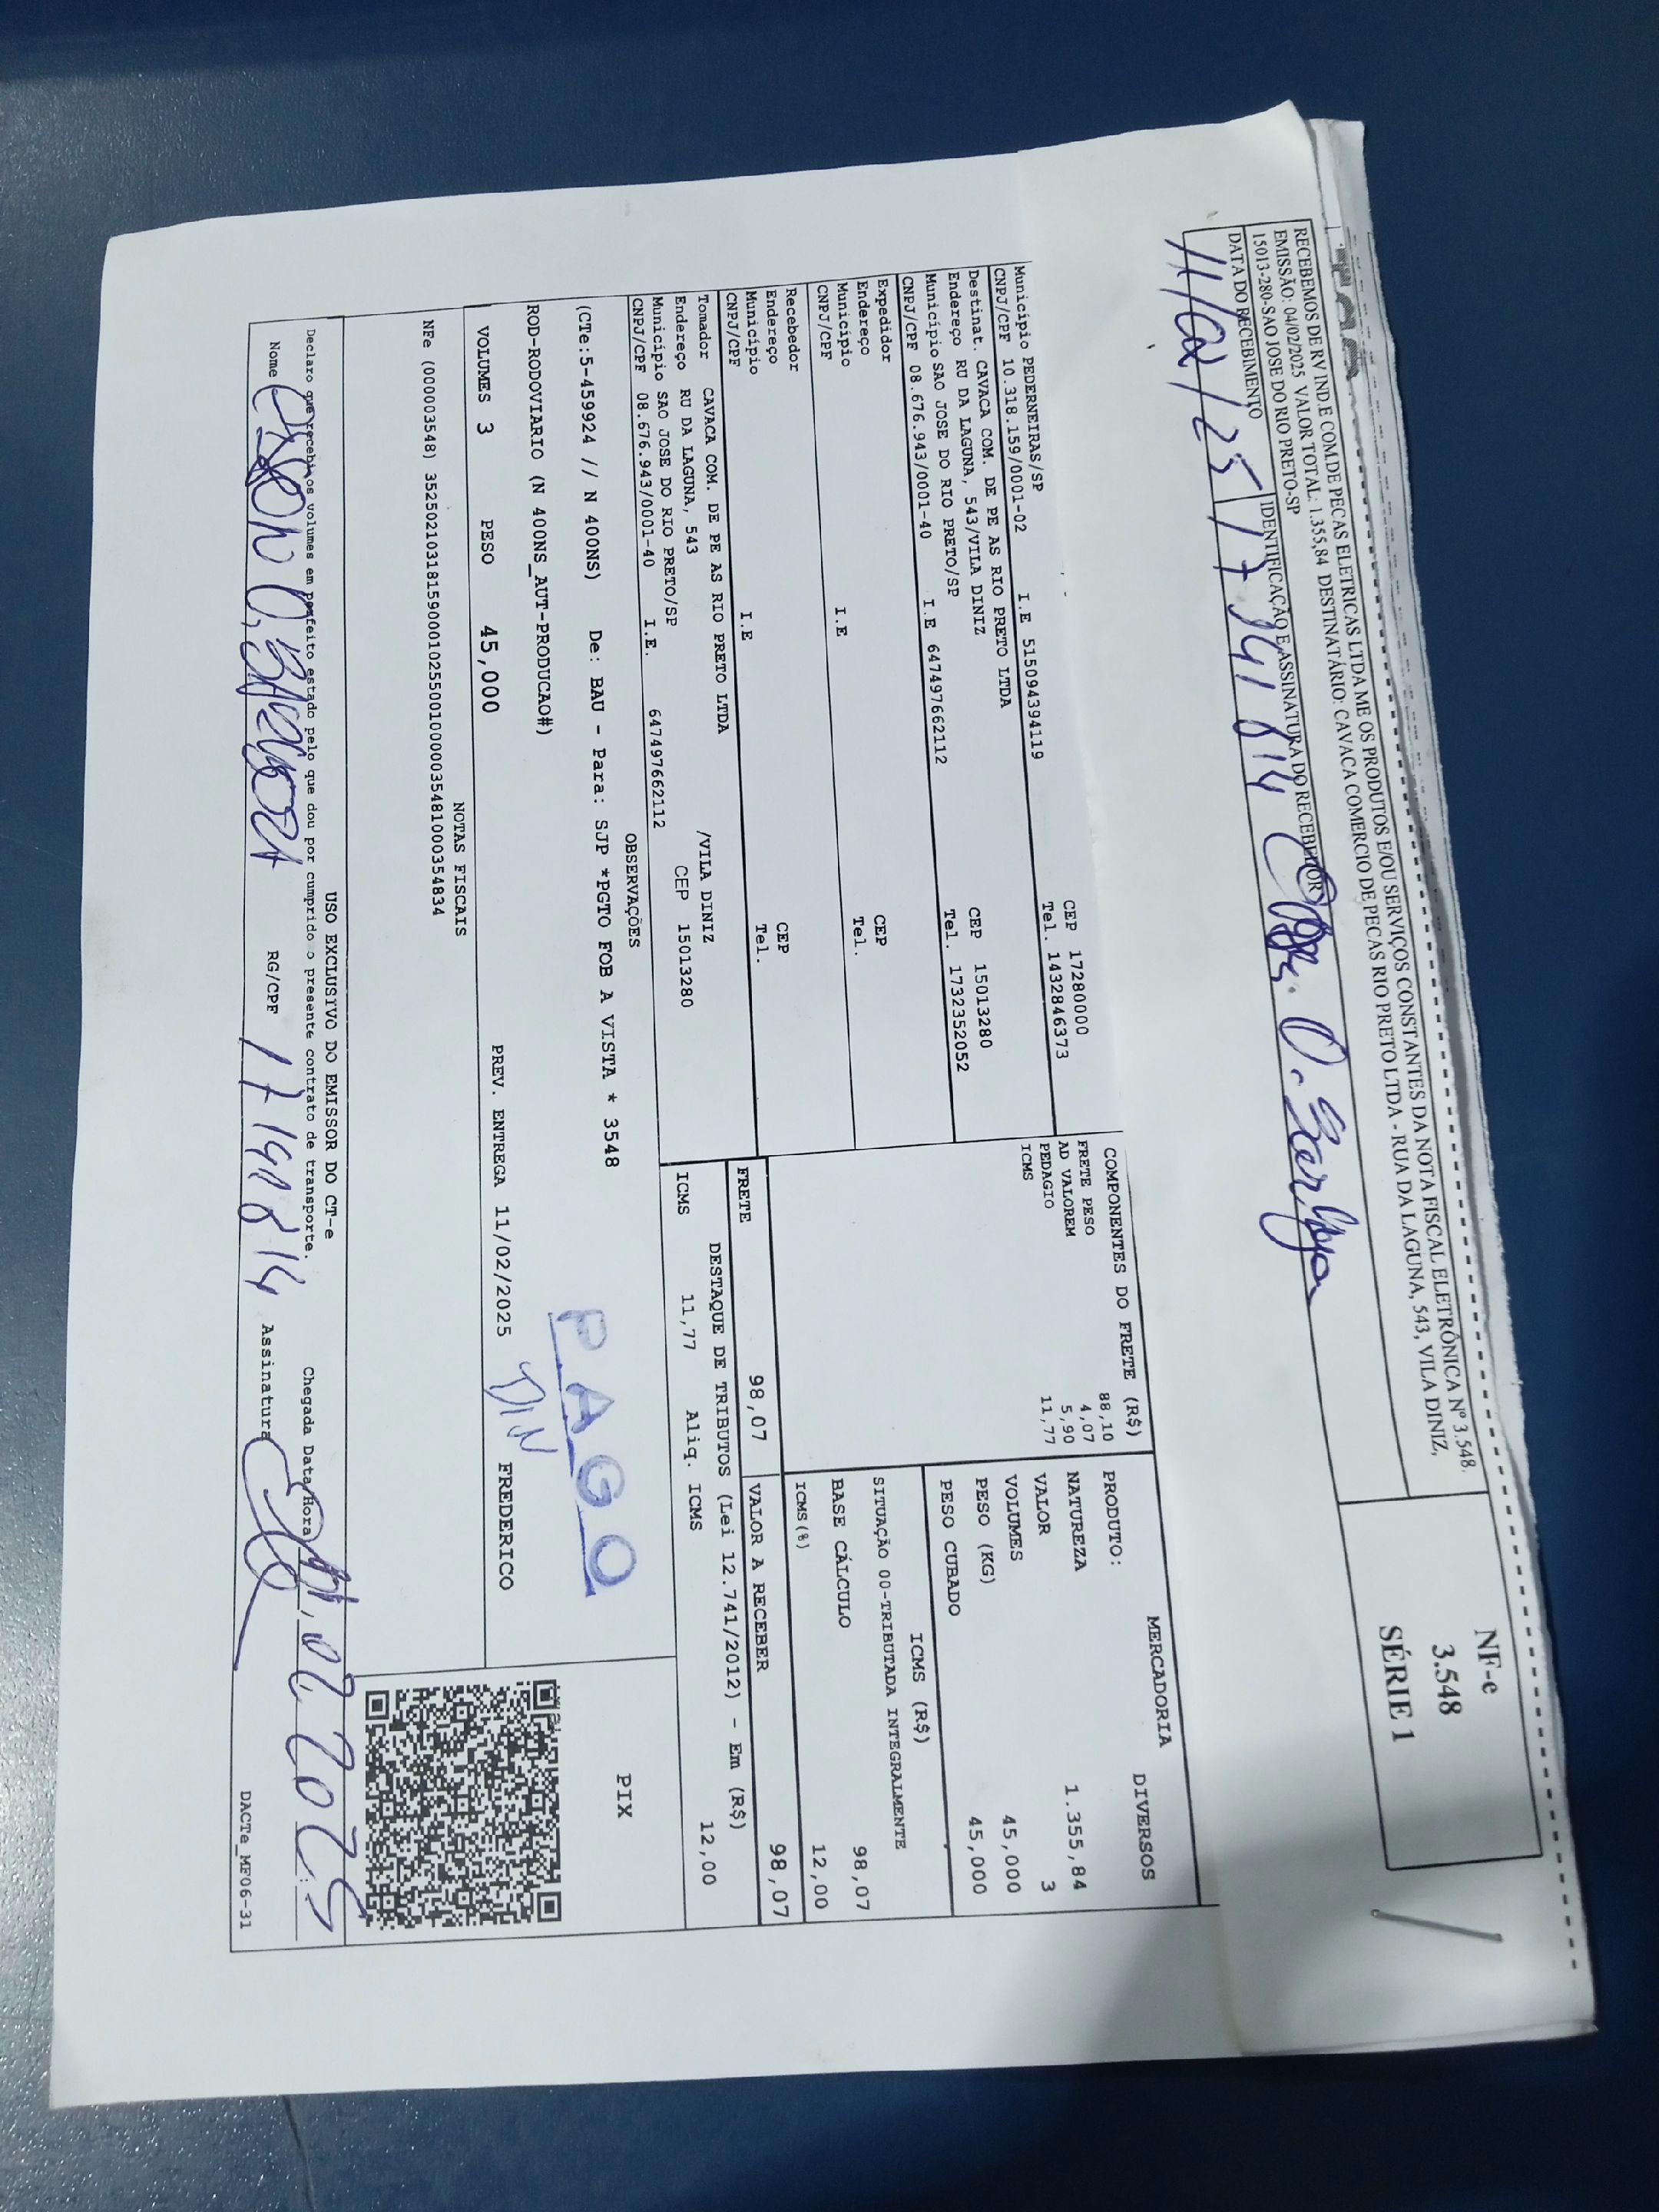 RECEBEMOS DE RV IND.E COM.DE PECAS ELETRICAS LTDA ME OS PRODUTOS E/OU SERVIÇOS CONSTANTES DA NOTA FISCAL ELETRÔNICA Nº 3.548.
EMISSÃO: 04/02/2025 VALOR TOTAL: 1.355,84 DESTINATÁRIO: CAVACA COMERCIO DE PECAS RIO PRETO LTDA - RUA DA LAGUNA, 543, VILA DINIZ,
15013-280-SAO JOSE DO RIO PRETO-SP
NF-e
3.548
SÉRIE 1
DATA DO RECEBIMENTO
IDENTIFICAÇÃO E ASSINATURA DO RECEBEDOR
11/02/25
Município PEDERNEIRAS/SP CEP 17280000
CNPJ/CPF 10.318.159/0001-02 I.E 515094394119 Tel. 1432846373
Destinat. CAVACA COM. DE PE AS RIO PRETO LTDA
Endereço RU DA LAGUNA, 543/VILA DINIZ CEP 15013280
Município SAO JOSE DO RIO PRETO/SP Tel. 1732352052
CNPJ/CPF 08.676.943/0001-40 I.E 647497662112
Expedidor
Endereço CEP
Município Tel.
CNPJ/CPF I.E
Recebedor
Endereço CEP
Município Tel.
CNPJ/CPF I.E
Tomador CAVACA COM. DE PE AS RIO PRETO LTDA
Endereço RU DA LAGUNA, 543 /VILA DINIZ
Município SAO JOSE DO RIO PRETO/SP CEP 15013280
CNPJ/CPF 08.676.943/0001-40 I.E. 647497662112
COMPONENTES DO FRETE (R$)
FRETE PESO 88,10
AD VALOREM 4,07
PEDAGIO 5,90
ICMS 11,77
MERCADORIA
PRODUTO: DIVERSOS
NATUREZA
VALOR 1.355,84
VOLUMES 3
PESO (KG) 45,000
PESO CUBADO 45,000
ICMS (R$)
SITUAÇÃO 00-TRIBUTADA INTEGRALMENTE
BASE CÁLCULO 98,07
ICMS(%) 12,00
FRETE 98,07 VALOR A RECEBER 98,07
DESTAQUE DE TRIBUTOS (Lei 12.741/2012) - Em (R$)
ICMS 11,77 Aliq. ICMS 12,00
OBSERVAÇÕES
(CTe:5-459924 // N 400NS) De: BAU - Para: SJP *PGTO FOB A VISTA * 3548
ROD-RODOVIARIO (N 400NS_AUT-PRODUCAO#)
PAGO
DIN
PIX
VOLUMES 3 PESO 45,000 PREV. ENTREGA 11/02/2025 FREDERICO
NOTAS FISCAIS
NFe (000003548) 35250210318159000102550010000035481000354834
USO EXCLUSIVO DO EMISSOR DO CT-e
Declaro que recebi os volumes em perfeito estado pelo que dou por cumprido o presente contrato de transporte.
Chegada Data/Hora
Nome RG/CPF Assinatura
DACTe_MF06-31